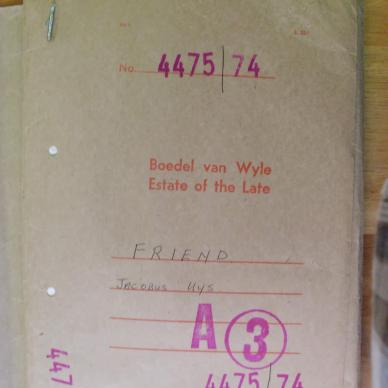 No. 4475/74
Boedel van Wyle
Estate of the Late
FRIEND
JACOBUS UYS
A 3
4475/74
447